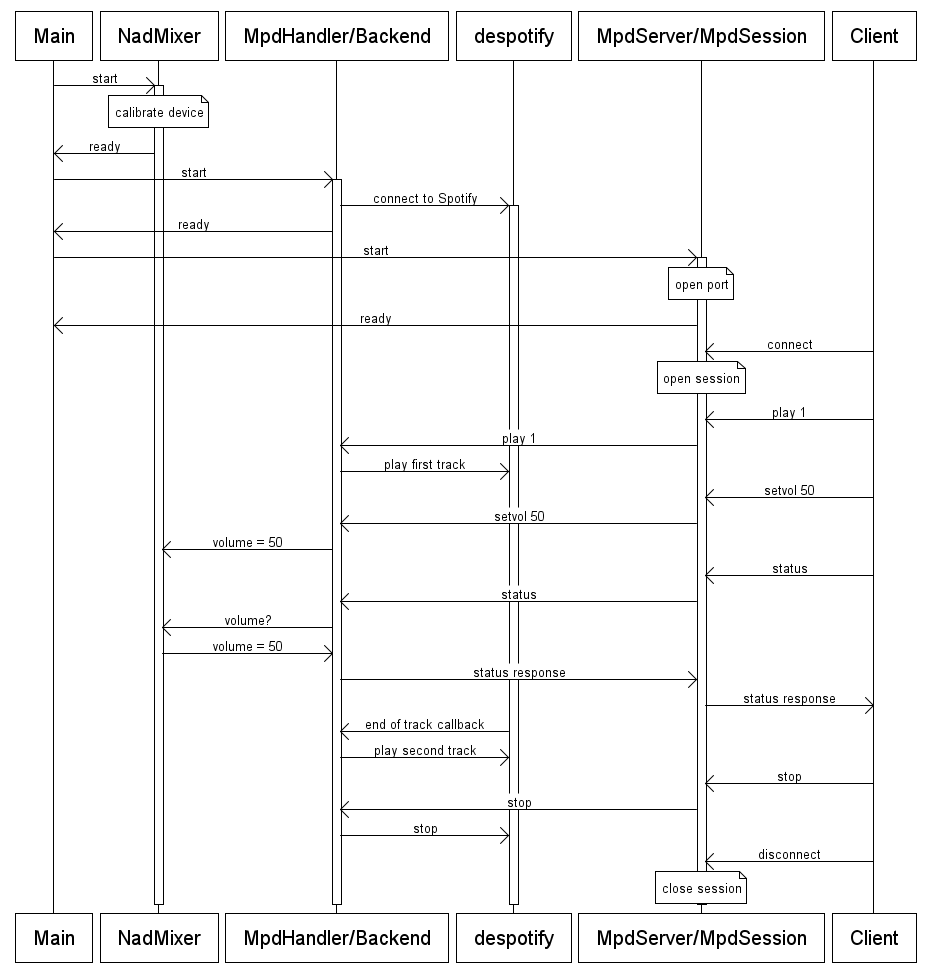 Main NadMixer MpdHandler/Backend despotify MpdServer/MpdSession Client
start
calibrate device
ready
start
connect to Spotify
ready
start
open port
ready
connect
open session
play 1
play 1
play first track
setvol 50
setvol 50
volume = 50
status
status
volume?
volume = 50
status response
status response
end of track callback
play second track
stop
stop
stop
disconnect
close session
Main NadMixer MpdHandler/Backend despotify MpdServer/MpdSession Client